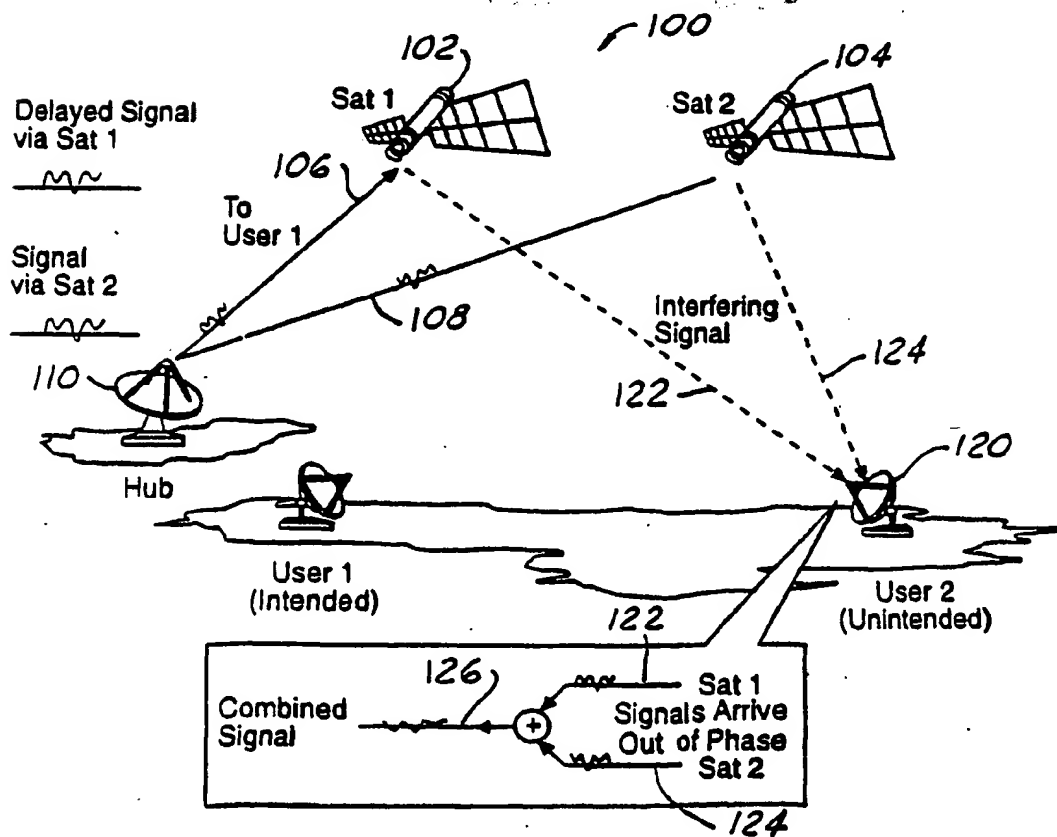 100
102
104
Sat 1
Sat 2
Delayed Signal
via Sat 1
106
To
User 1
Signal
via Sat 2
108
Interfering
Signal
124
122
110
120
Hub
User 1
(Intended)
User 2
(Unintended)
122
126
Sat 1
Combined
Signal
Signals Arrive
Out of Phase
Sat 2
124